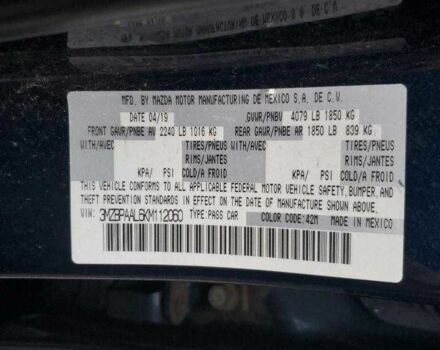 MFD. BY MAZDA MOTOR MANUFACTURING DE MEXICO S.A. DE C.V.
DATE 04/19 GVWR/PNBV 4079 LB 1850 KG
FRONT GAWR/PNBE AV 2240 LB 1016 KG REAR GAWR/PNBE AR 1850 LB 839 KG
WITH/AVEC TIRES/PNEUS WITH/AVEC TIRES/PNEUS
RIMS/JANTES RIMS/JANTES
KPA/ PSI COLD/A FROID KPA/ PSI COLD/A FROID
THIS VEHICLE CONFORMS TO ALL APPLICABLE FEDERAL MOTOR VEHICLE SAFETY, BUMPER, AND
THEFT PREVENTION STANDARDS IN EFFECT ON THE DATE OF MANUFACTURE SHOWN ABOVE.
VIN: 3MZBPAAL6KM112060 TYPE:PASS CAR COLOR CODE:42M MADE IN MEXICO